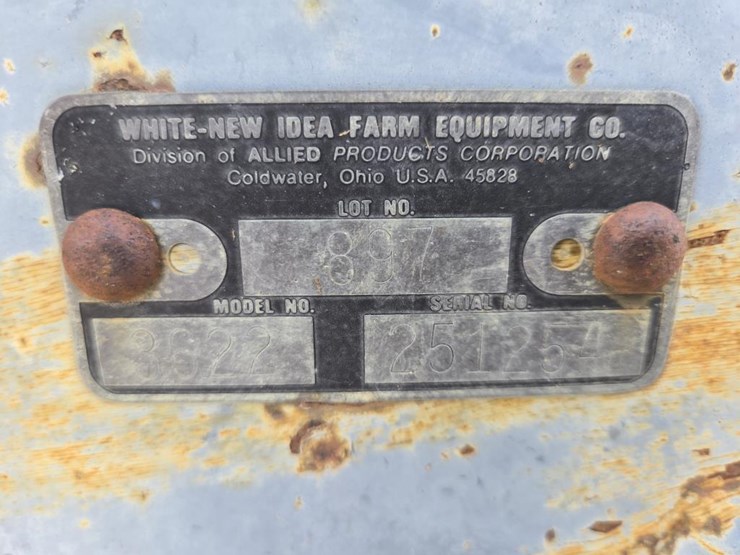 WHITE-NEW IDEA FARM EQUIPMENT CO.
Division of ALLIED PRODUCTS CORPORATION
Coldwater, Ohio U.S.A. 45828
LOT NO.
897
MODEL NO. SERIAL NO.
3622 251254